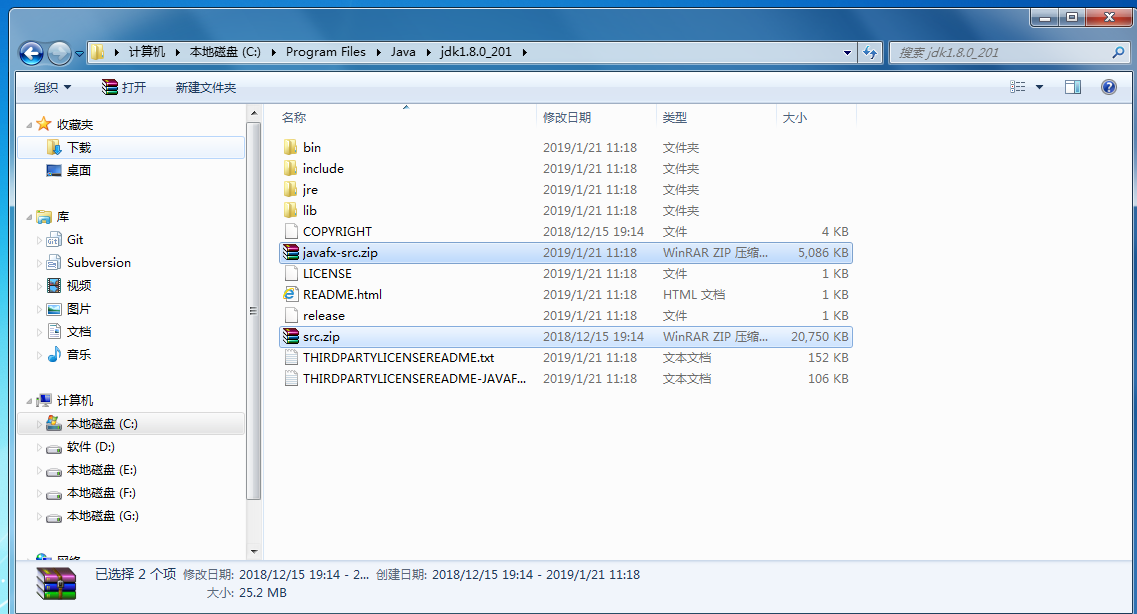 计算机 本地磁盘 (C:) Program Files Java jdk1.8.0_201 搜索 jdk1.8.0_201
组织 打开 新建文件夹
收藏夹
下载
桌面
库
Git
Subversion
视频
图片
文档
音乐
计算机
本地磁盘 (C:)
软件 (D:)
本地磁盘 (E:)
本地磁盘 (F:)
本地磁盘 (G:)
网络
名称 修改日期 类型 大小
bin 2019/1/21 11:18 文件夹
include 2019/1/21 11:18 文件夹
jre 2019/1/21 11:18 文件夹
lib 2019/1/21 11:18 文件夹
COPYRIGHT 2018/12/15 19:14 文件 4 KB
javafx-src.zip 2019/1/21 11:18 WinRAR ZIP 压缩... 5,086 KB
LICENSE 2019/1/21 11:18 文件 1 KB
README.html 2019/1/21 11:18 HTML 文档 1 KB
release 2019/1/21 11:18 文件 1 KB
src.zip 2018/12/15 19:14 WinRAR ZIP 压缩... 20,750 KB
THIRDPARTYLICENSEREADME.txt 2019/1/21 11:18 文本文档 152 KB
THIRDPARTYLICENSEREADME-JAVAF... 2019/1/21 11:18 文本文档 106 KB
已选择 2 个项 修改日期: 2018/12/15 19:14 - 2... 创建日期: 2018/12/15 19:14 - 2019/1/21 11:18
大小: 25.2 MB